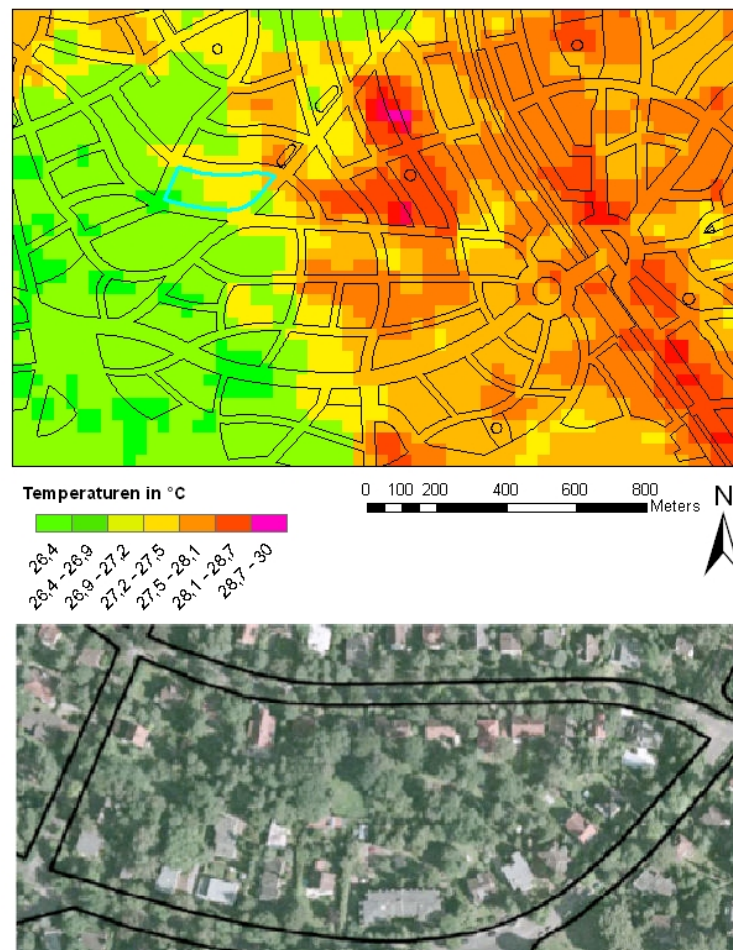 Temperaturen in °C
26,4
26,4 - 26,9
26,9 - 27,2
27,2 - 27,5
27,5 - 28,1
28,1 - 28,7
28,7 - 30
0 100 200 400 600 800
Meters
N